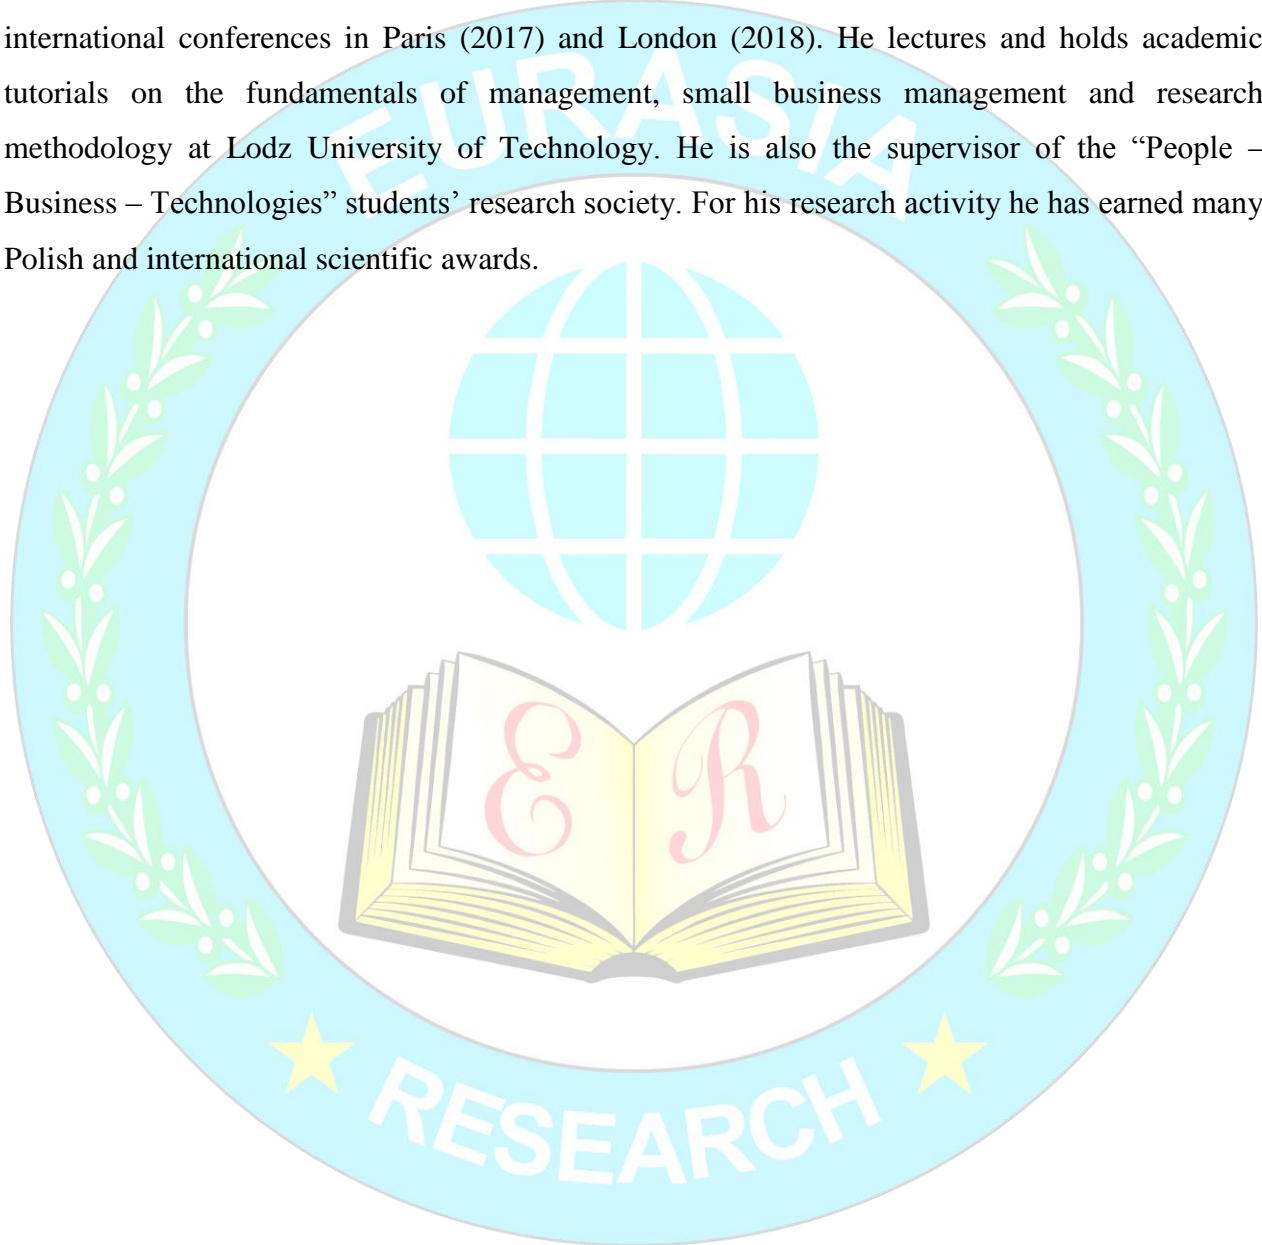 international conferences in Paris (2017) and London (2018). He lectures and holds academic
tutorials on the fundamentals of management, small business management and research
methodology at Lodz University of Technology. He is also the supervisor of the “People –
Business – Technologies” students’ research society. For his research activity he has earned many
Polish and international scientific awards.
EURASIA
E R
RESEARCH